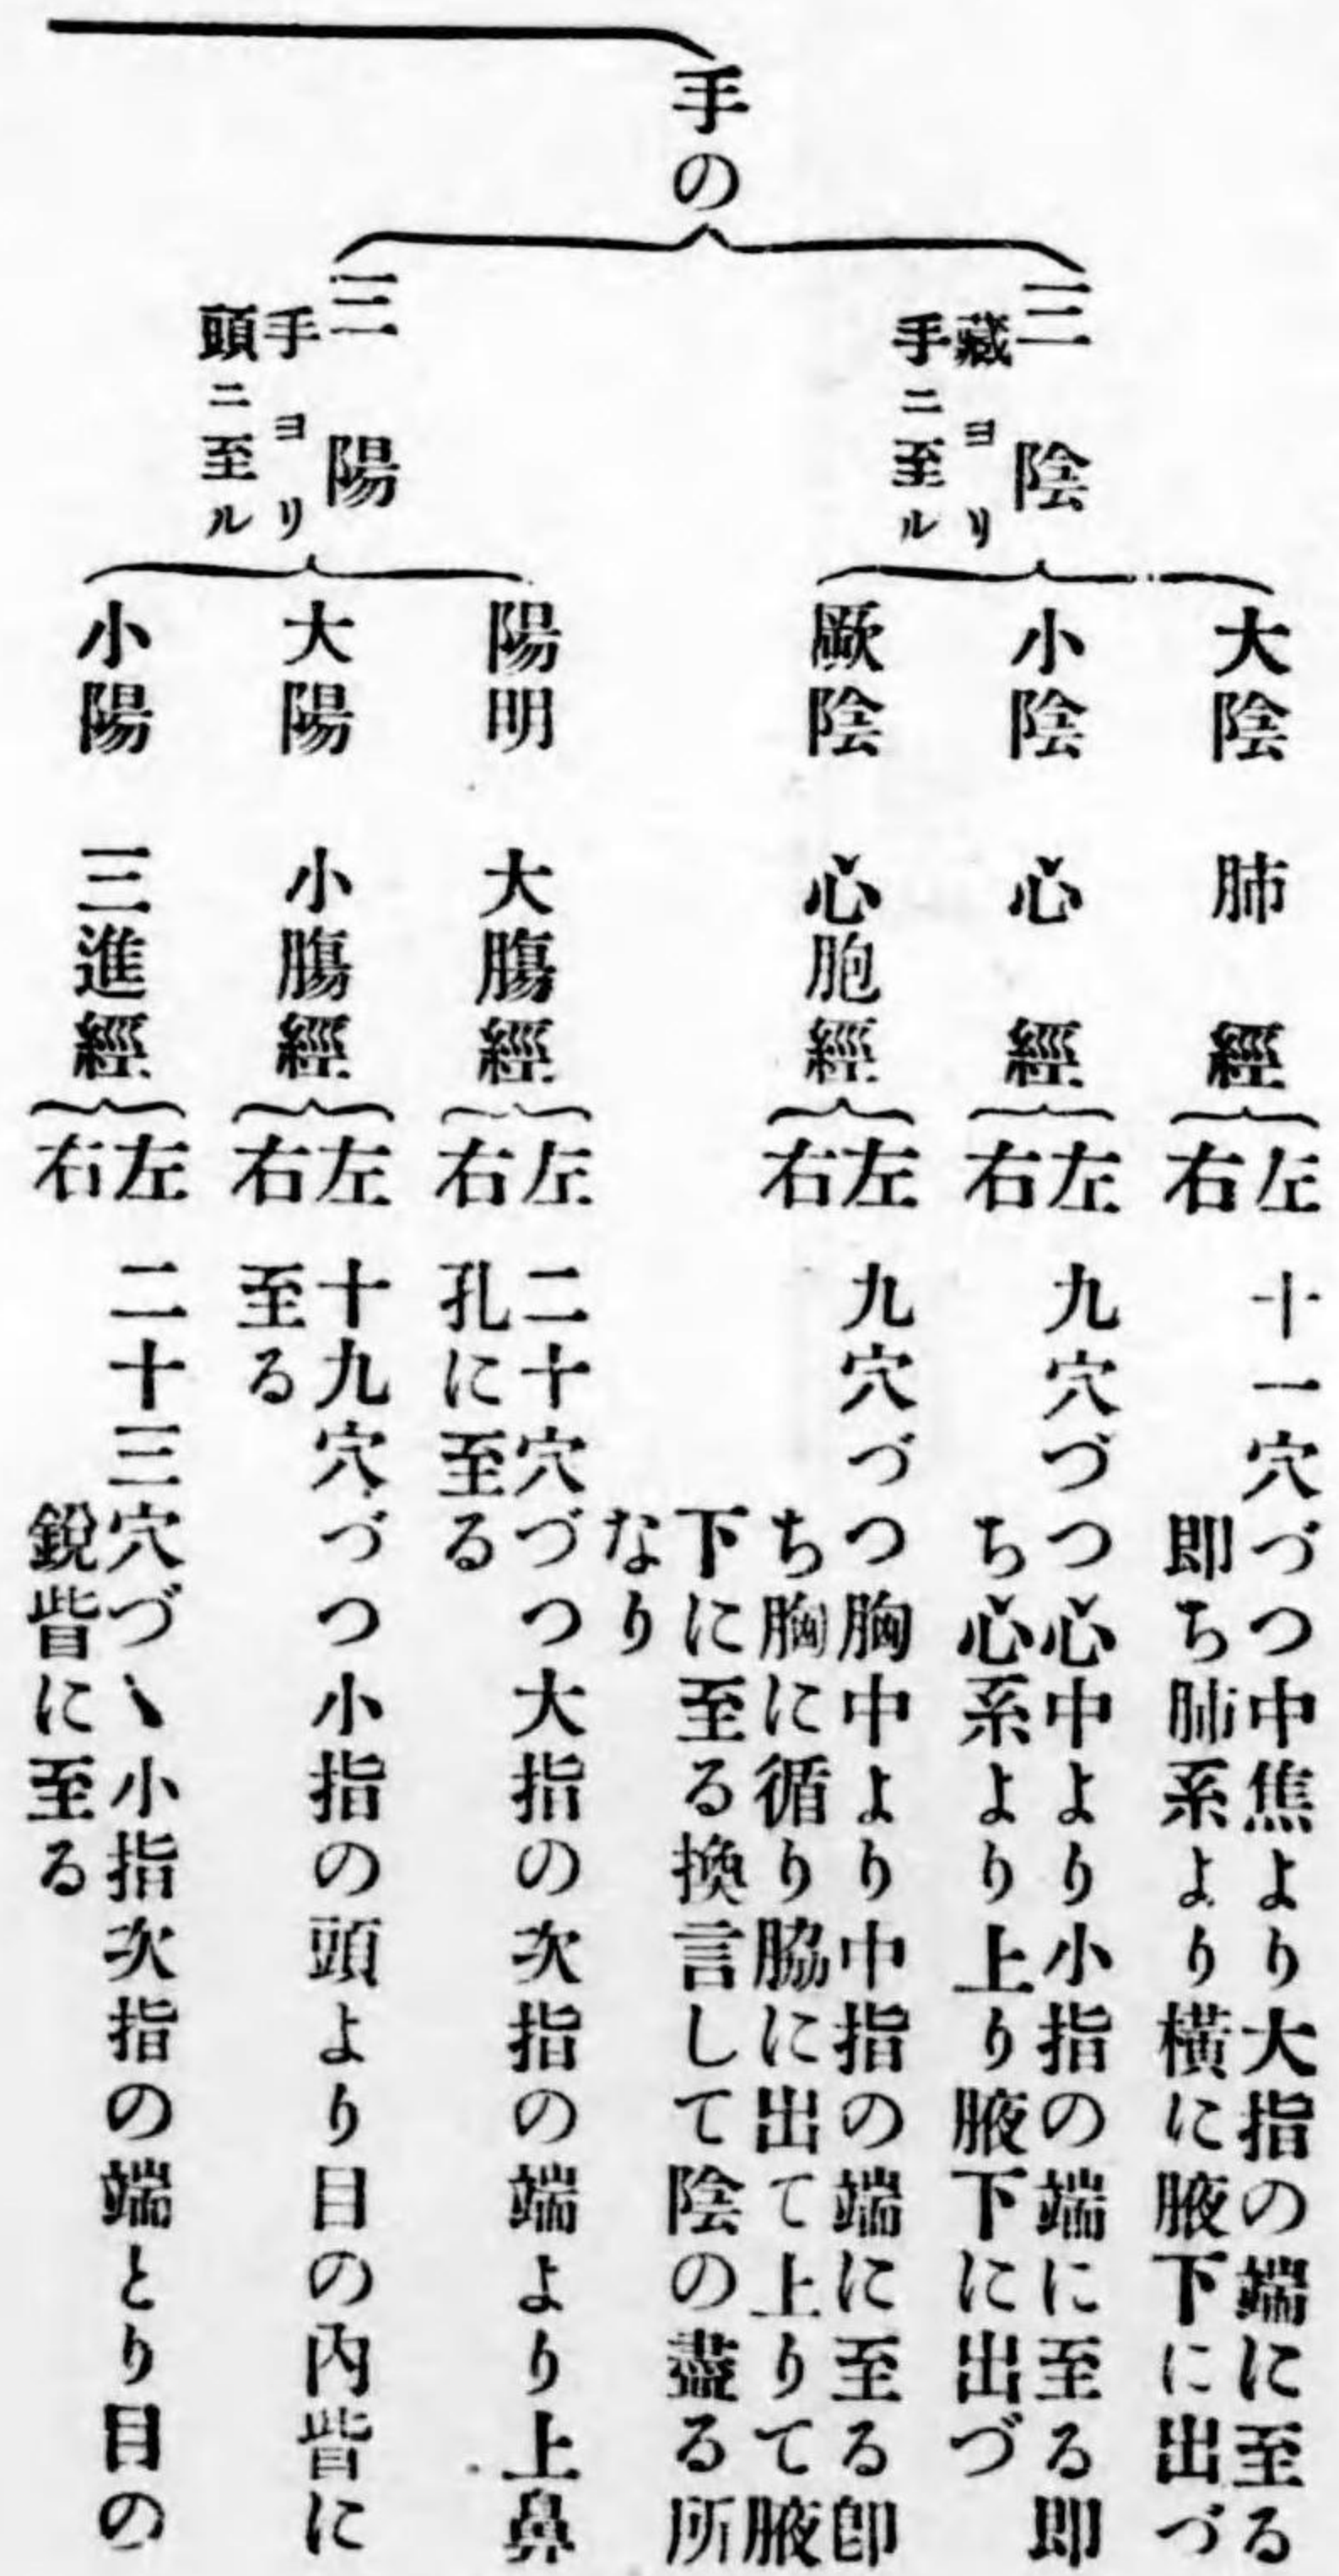 手の
三陰
藏ヨリ
手ニ至ル
大陰 肺經
左
右
十一穴づつ中焦より大指の端に至る
即ち肺系より橫に腋下に出づ
小陰 心經
左
右
九穴づつ心中より小指の端に至る即
ち心系より上り腋下に出づ
厥陰 心胞經
左
右
九穴づつ胸中より中指の端に至る卽
ち胸に循り脇に出て上りて腋
下に至る換言して陰の盡る所
なり
三陽
手ヨリ
頭ニ至ル
陽明 大膓經
左
右
二十穴づつ大指の次指の端より上鼻
孔に至る
大陽 小膓經
左
右
十九穴づつ小指の頭より目の內眥に
至る
小陽 三進經
左
右
二十三穴づゝ小指次指の端とり目の
銳眥に至る